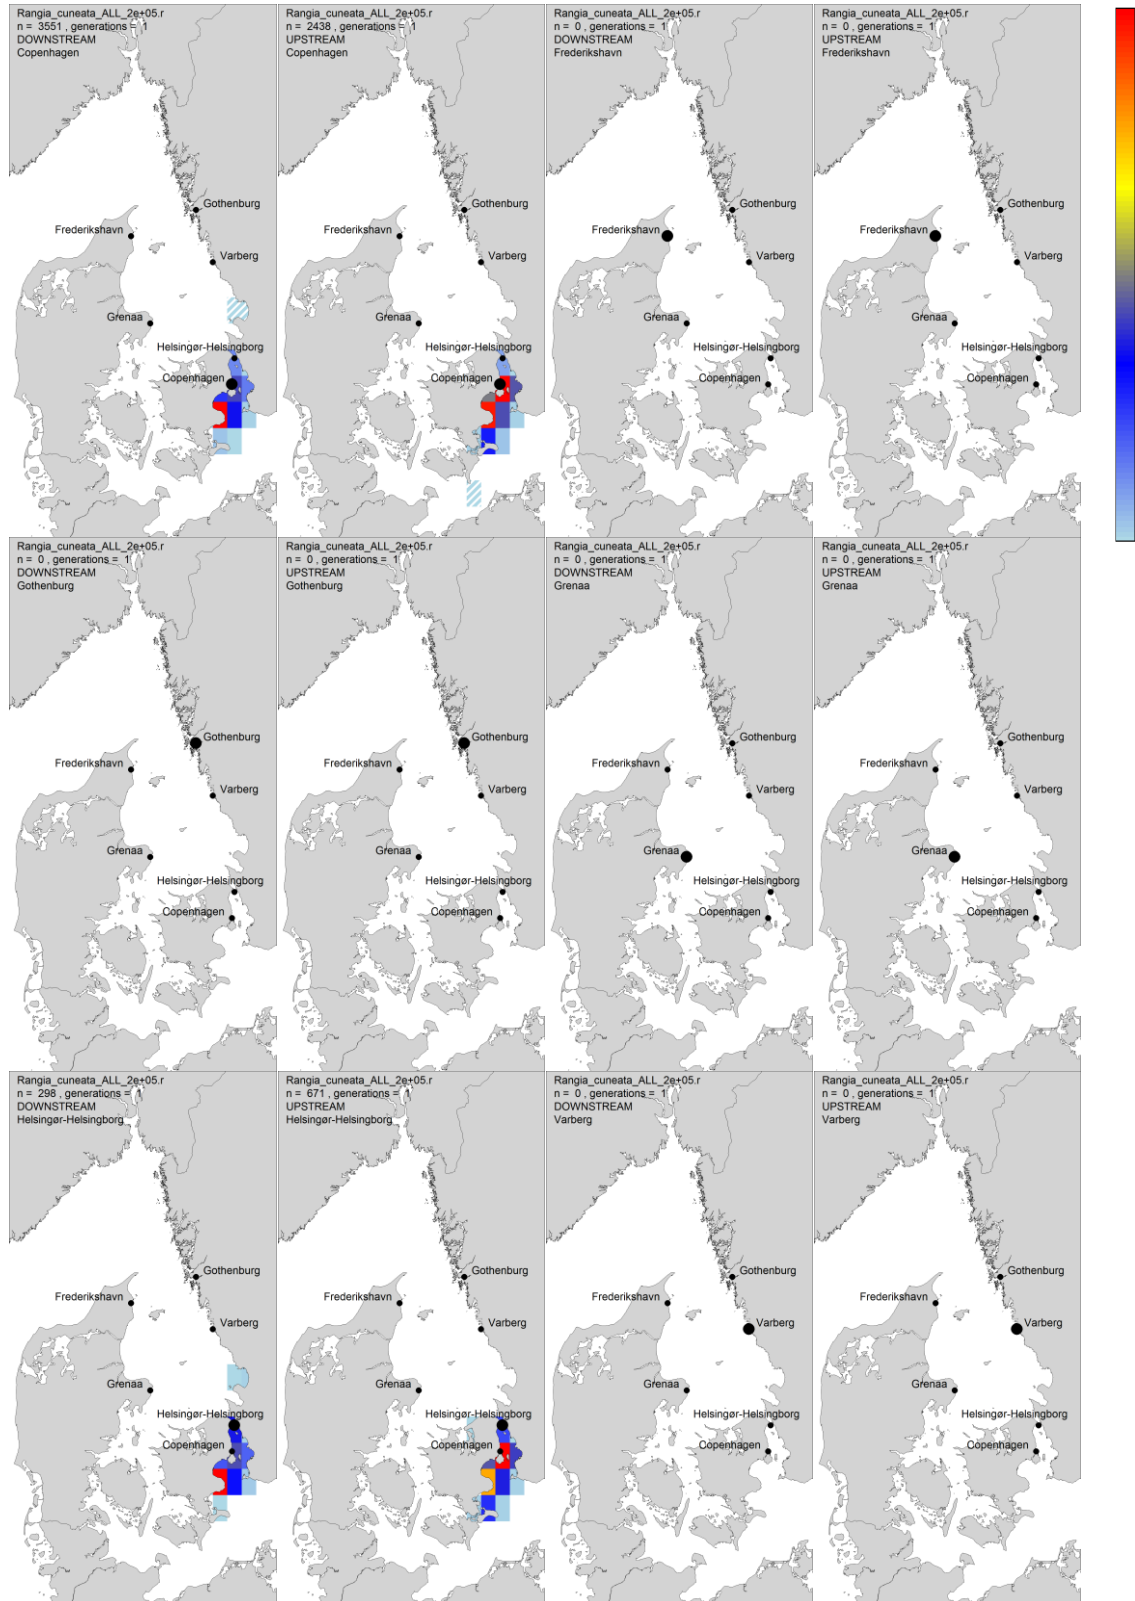 Rangia_cuneata_ALL_2e+05.r
n = 3551 , generations = 1
DOWNSTREAM
Copenhagen
Gothenburg
Frederikshavn
Varberg
Grenaa
Helsingør-Helsingborg
Copenhagen
Rangia_cuneata_ALL_2e+05.r
n = 2438 , generations = 1
UPSTREAM
Copenhagen
Gothenburg
Frederikshavn
Varberg
Grenaa
Helsingør-Helsingborg
Copenhagen
Rangia_cuneata_ALL_2e+05.r
n = 0 , generations = 1
DOWNSTREAM
Frederikshavn
Gothenburg
Frederikshavn
Varberg
Grenaa
Helsingør-Helsingborg
Copenhagen
Rangia_cuneata_ALL_2e+05.r
n = 0 , generations = 1
UPSTREAM
Frederikshavn
Gothenburg
Frederikshavn
Varberg
Grenaa
Helsingør-Helsingborg
Copenhagen
Rangia_cuneata_ALL_2e+05.r
n = 0 , generations = 1
DOWNSTREAM
Gothenburg
Gothenburg
Frederikshavn
Varberg
Grenaa
Helsingør-Helsingborg
Copenhagen
Rangia_cuneata_ALL_2e+05.r
n = 0 , generations = 1
UPSTREAM
Gothenburg
Gothenburg
Frederikshavn
Varberg
Grenaa
Helsingør-Helsingborg
Copenhagen
Rangia_cuneata_ALL_2e+05.r
n = 0 , generations = 1
DOWNSTREAM
Grenaa
Gothenburg
Frederikshavn
Varberg
Grenaa
Helsingør-Helsingborg
Copenhagen
Rangia_cuneata_ALL_2e+05.r
n = 0 , generations = 1
UPSTREAM
Grenaa
Gothenburg
Frederikshavn
Varberg
Grenaa
Helsingør-Helsingborg
Copenhagen
Rangia_cuneata_ALL_2e+05.r
n = 298 , generations = 1
DOWNSTREAM
Helsingør-Helsingborg
Gothenburg
Frederikshavn
Varberg
Grenaa
Helsingør-Helsingborg
Copenhagen
Rangia_cuneata_ALL_2e+05.r
n = 671 , generations = 1
UPSTREAM
Helsingør-Helsingborg
Gothenburg
Frederikshavn
Varberg
Grenaa
Helsingør-Helsingborg
Copenhagen
Rangia_cuneata_ALL_2e+05.r
n = 0 , generations = 1
DOWNSTREAM
Varberg
Gothenburg
Frederikshavn
Varberg
Grenaa
Helsingør-Helsingborg
Copenhagen
Rangia_cuneata_ALL_2e+05.r
n = 0 , generations = 1
UPSTREAM
Varberg
Gothenburg
Frederikshavn
Varberg
Grenaa
Helsingør-Helsingborg
Copenhagen